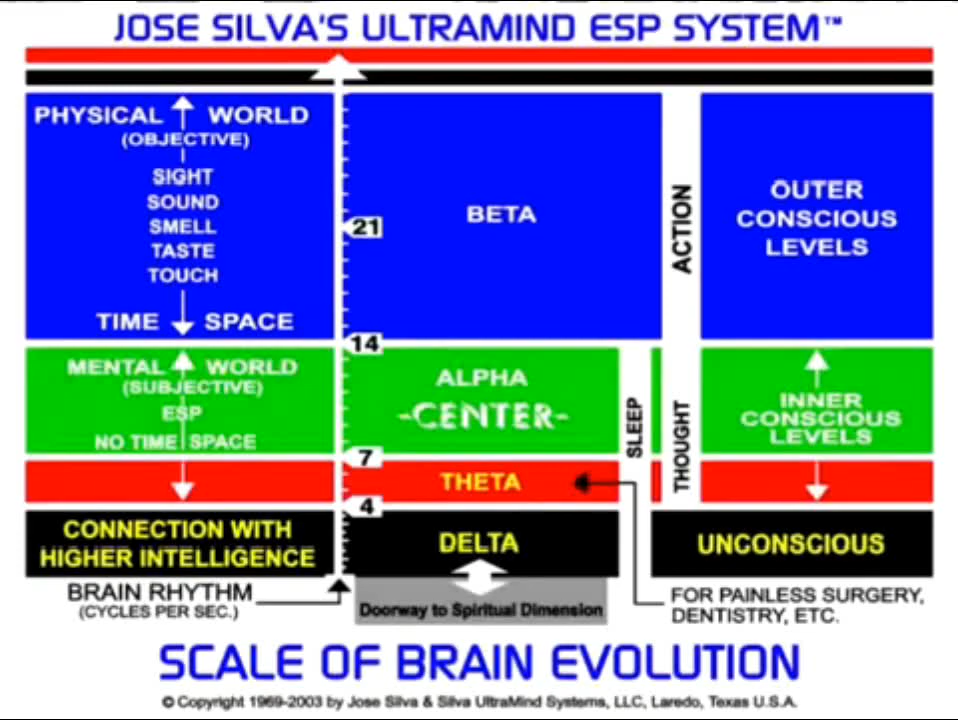 JOSE SILVA'S ULTRAMIND ESP SYSTEM™
PHYSICAL WORLD
(OBJECTIVE)
SIGHT
SOUND
SMELL
TASTE
TOUCH
TIME SPACE
21
BETA
ACTION
OUTER
CONSCIOUS
LEVELS
14
MENTAL WORLD
(SUBJECTIVE)
ESP
NO TIME SPACE
ALPHA
-CENTER-
SLEEP
THOUGHT
INNER
CONSCIOUS
LEVELS
7
THETA
4
CONNECTION WITH
HIGHER INTELLIGENCE
DELTA
UNCONSCIOUS
BRAIN RHYTHM
(CYCLES PER SEC.)
Doorway to Spiritual Dimension
FOR PAINLESS SURGERY,
DENTISTRY, ETC.
SCALE OF BRAIN EVOLUTION
© Copyright 1969-2003 by Jose Silva & Silva UltraMind Systems, LLC, Laredo, Texas U.S.A.